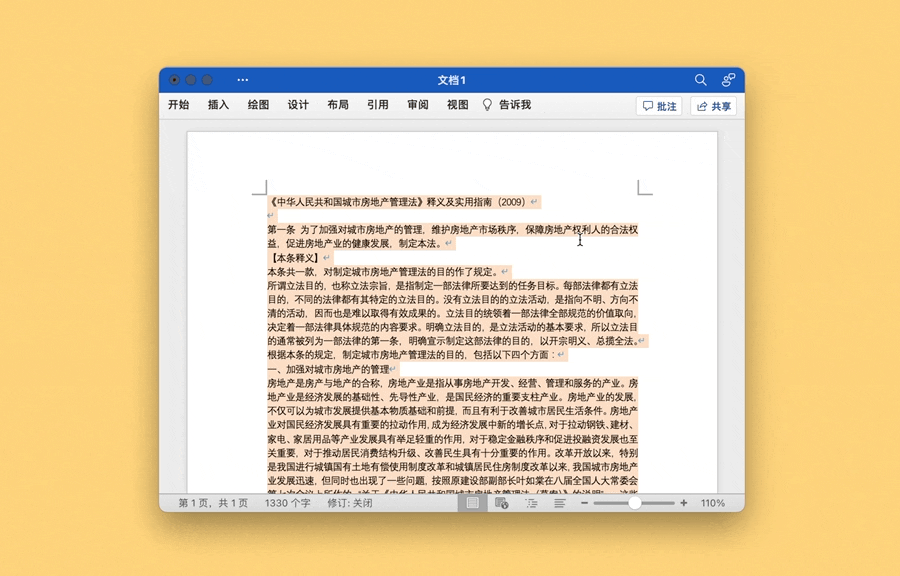 文档1
开始 插入 绘图 设计 布局 引用 审阅 视图 告诉我 批注 共享
《中华人民共和国城市房地产管理法》释义及实用指南（2009）
第一条 为了加强对城市房地产的管理，维护房地产市场秩序，保障房地产权利人的合法权
益，促进房地产业的健康发展，制定本法。
【本条释义】
本条共一款，对制定城市房地产管理法的目的作了规定。
所谓立法目的，也称立法宗旨，是指制定一部法律所要达到的任务目标。每部法律都有立法
目的，不同的法律都有其特定的立法目的。没有立法目的的立法活动，是指向不明、方向不
清的活动，因而也是难以取得有效成果的。立法目的统领着一部法律全部规范的价值取向，
决定着一部法律具体规范的内容要求。明确立法目的，是立法活动的基本要求，所以立法目
的通常被列为一部法律的第一条，明确宣示制定这部法律的目的，以开宗明义、总揽全法。
根据本条的规定，制定城市房地产管理法的目的，包括以下四个方面：
一、加强对城市房地产的管理
房地产是房产与地产的合称，房地产业是指从事房地产开发、经营、管理和服务的产业。房
地产业是经济发展的基础性、先导性产业，是国民经济的重要支柱产业。房地产业的发展，
不仅可以为城市发展提供基本物质基础和前提，而且有利于改善城市居民生活条件。房地产
业对国民经济发展具有重要的拉动作用，成为经济发展中新的增长点，对于拉动钢铁、建材、
家电、家居用品等产业发展具有举足轻重的作用，对于稳定金融秩序和促进投融资发展也至
关重要，对于推动居民消费结构升级、改善民生具有十分重要的作用。改革开放以来，特别
是我国进行城镇国有土地有偿使用制度改革和城镇居民住房制度改革以来，我国城市房地产
业发展迅速，但同时也出现了一些问题，按照原建设部副部长叶如棠在八届全国人大常委会
第1页，共1页 1330个字 修订: 关闭 110%